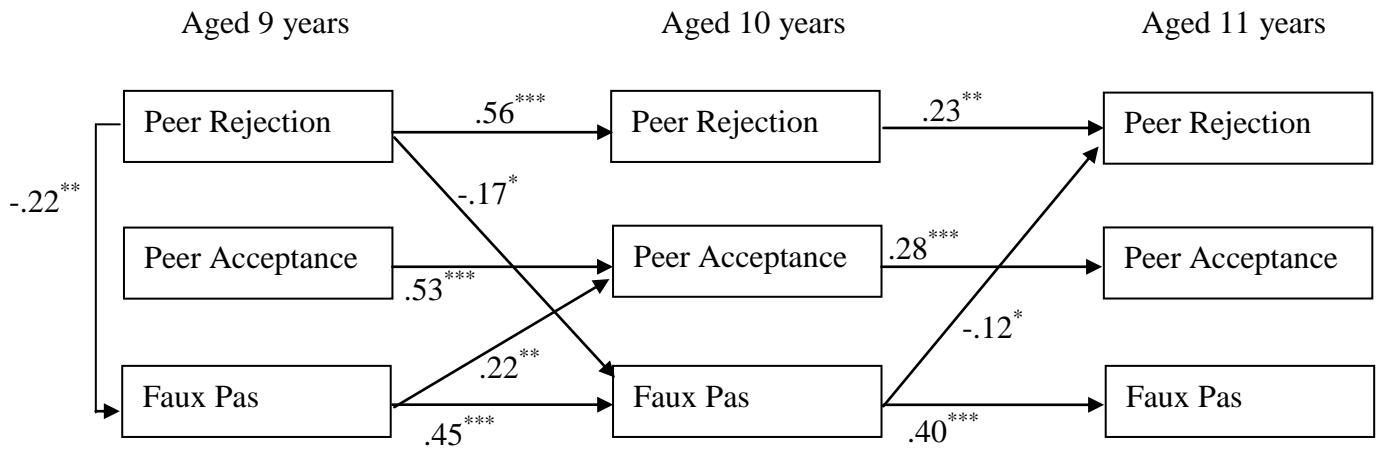 Aged 9 years
Aged 10 years
Aged 11 years
Peer Rejection
.56***
Peer Rejection
.23**
Peer Rejection
-.22**
-.17*
Peer Acceptance
.53***
Peer Acceptance
.28***
Peer Acceptance
-.12*
.22**
Faux Pas
.45***
Faux Pas
.40***
Faux Pas